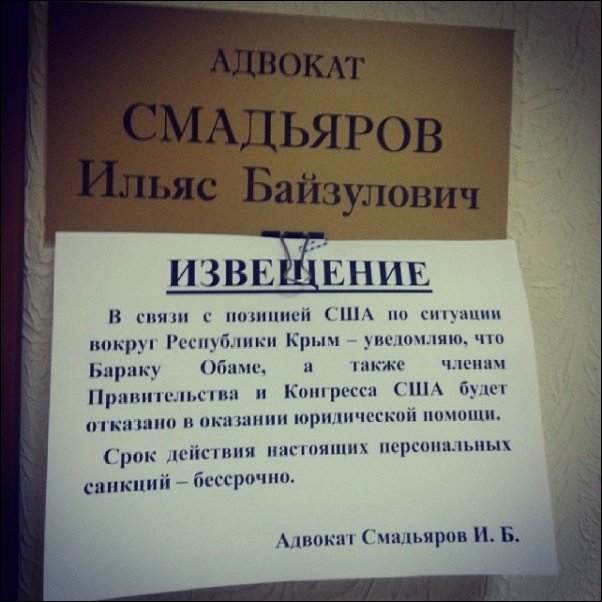 АДВОКАТ
СМАДЬЯРОВ
Ильяс Байзулович
ИЗВЕЩЕНИЕ
В связи с позицией США по ситуации
вокруг Республики Крым – уведомляю, что
Бараку Обаме, а также членам
Правительства и Конгресса США будет
отказано в оказании юридической помощи.
Срок действия настоящих персональных
санкций – бессрочно.
Адвокат Смадьяров И. Б.